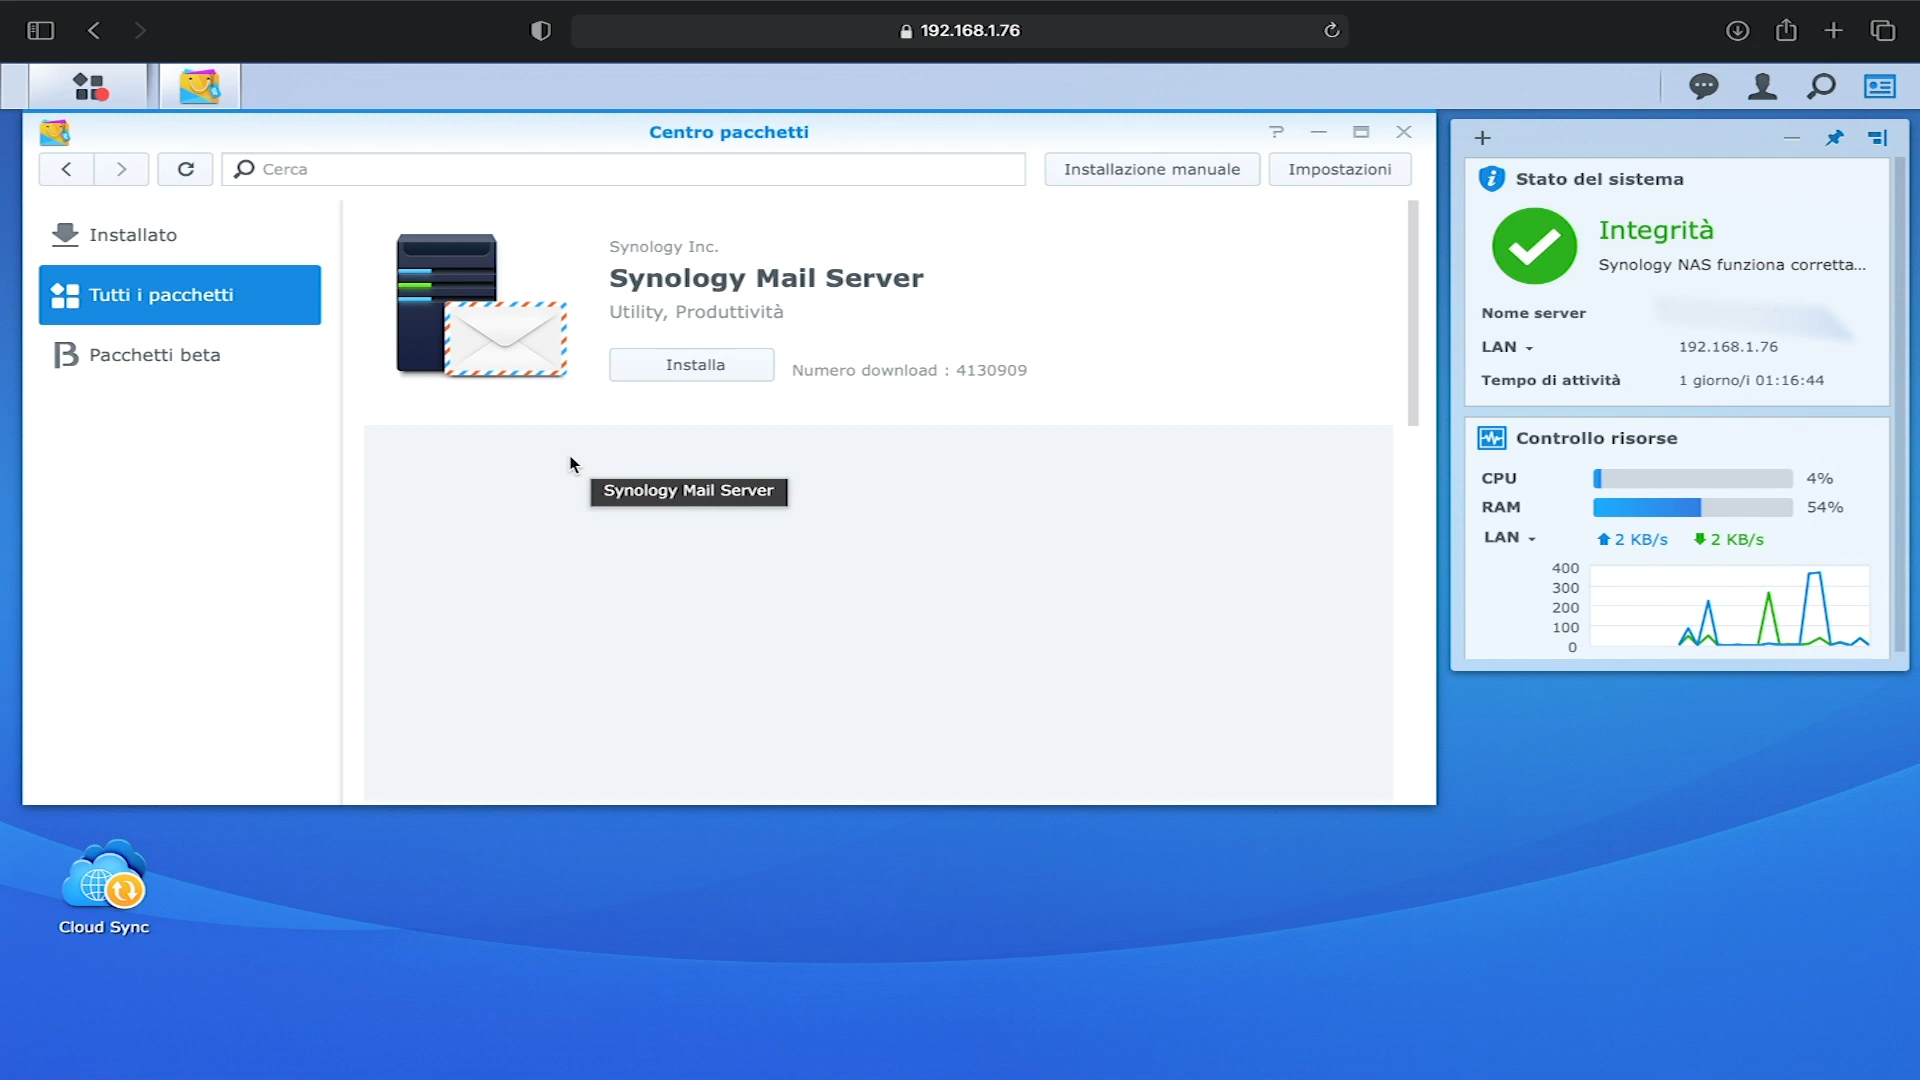 192.168.1.76
Centro pacchetti
Cerca
Installazione manuale
Impostazioni
Installato
Tutti i pacchetti
Pacchetti beta
Synology Inc.
Synology Mail Server
Utility, Produttività
Installa
Numero download : 4130909
Synology Mail Server
Stato del sistema
Integrità
Synology NAS funziona corretta...
Nome server
LAN
192.168.1.76
Tempo di attività
1 giorno/i 01:16:44
Controllo risorse
CPU
4%
RAM
54%
LAN
2 KB/s
2 KB/s
400
300
200
100
0
Cloud Sync